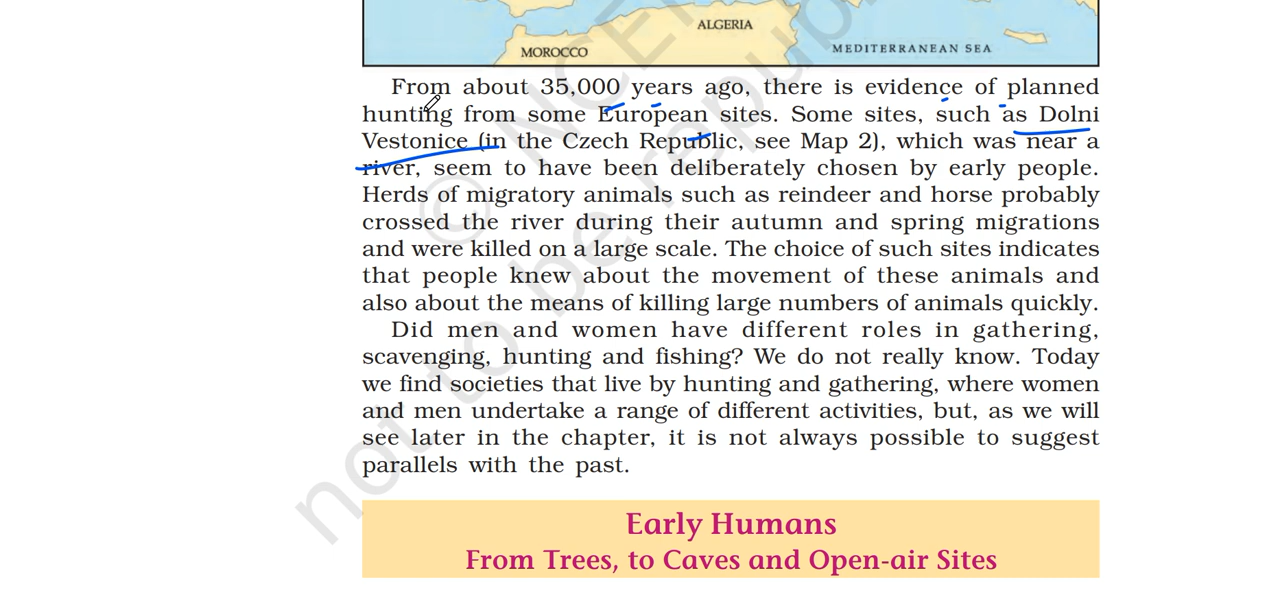 ALGERIA
MOROCCO
MEDITERRANEAN SEA
From about 35,000 years ago, there is evidence of planned
hunting from some European sites. Some sites, such as Dolni
Vestonice (in the Czech Republic, see Map 2), which was near a
river, seem to have been deliberately chosen by early people.
Herds of migratory animals such as reindeer and horse probably
crossed the river during their autumn and spring migrations
and were killed on a large scale. The choice of such sites indicates
that people knew about the movement of these animals and
also about the means of killing large numbers of animals quickly.
Did men and women have different roles in gathering,
scavenging, hunting and fishing? We do not really know. Today
we find societies that live by hunting and gathering, where women
and men undertake a range of different activities, but, as we will
see later in the chapter, it is not always possible to suggest
parallels with the past.
Early Humans
From Trees, to Caves and Open-air Sites
not to be republ
© NCE